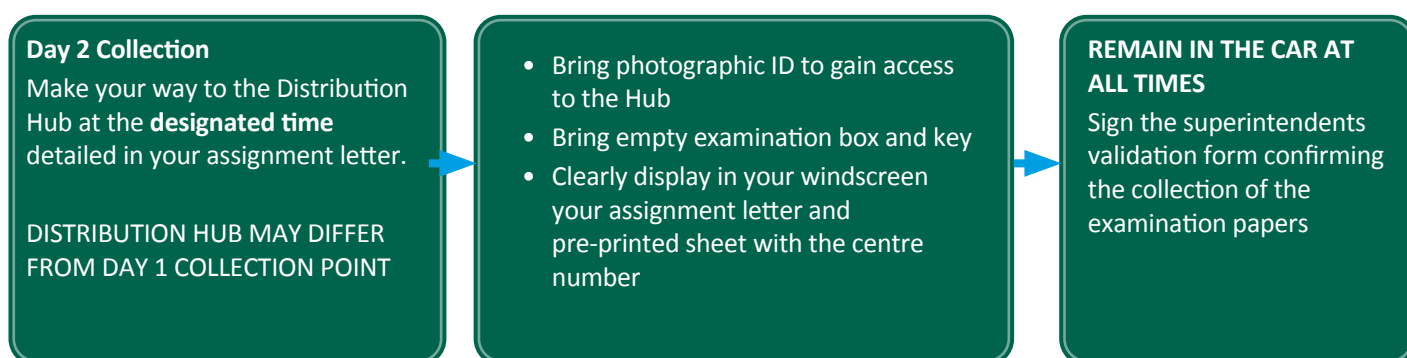 Day 2 Collection
Make your way to the Distribution
Hub at the designated time
detailed in your assignment letter.
DISTRIBUTION HUB MAY DIFFER
FROM DAY 1 COLLECTION POINT
• Bring photographic ID to gain access
to the Hub
• Bring empty examination box and key
• Clearly display in your windscreen
your assignment letter and
pre-printed sheet with the centre
number
REMAIN IN THE CAR AT
ALL TIMES
Sign the superintendents
validation form confirming
the collection of the
examination papers